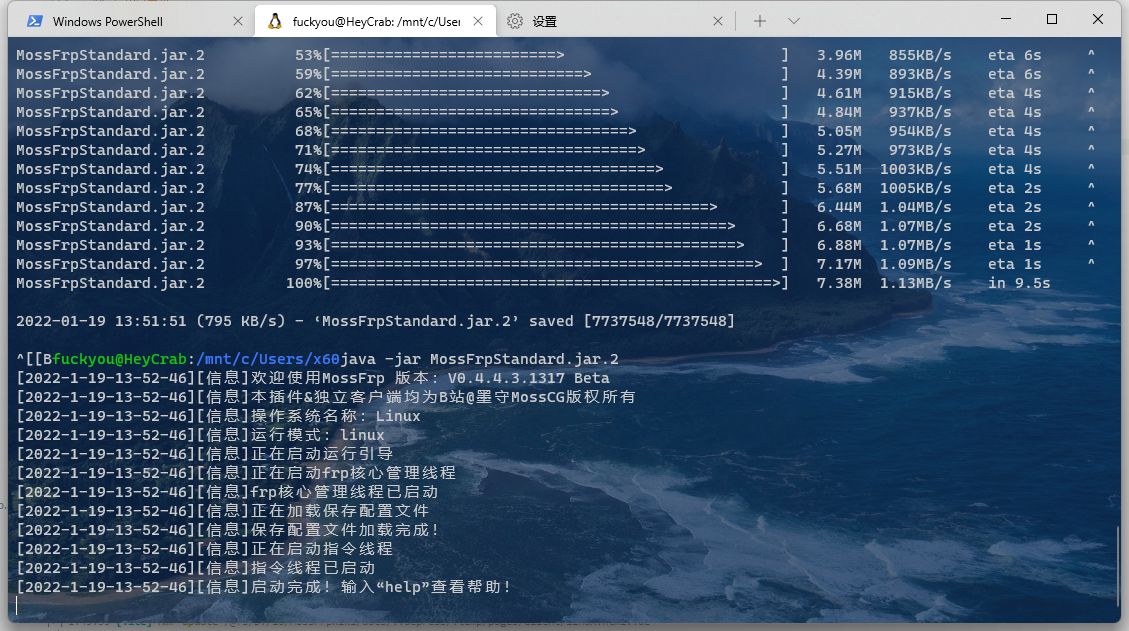 Windows PowerShell
fuckyou@HeyCrab: /mnt/c/User
设置
MossFrpStandard.jar.2 53%[=========================> ] 3.96M 855KB/s eta 6s ^
MossFrpStandard.jar.2 59%[============================> ] 4.39M 893KB/s eta 6s ^
MossFrpStandard.jar.2 62%[==============================> ] 4.61M 915KB/s eta 4s ^
MossFrpStandard.jar.2 65%[===============================> ] 4.84M 937KB/s eta 4s ^
MossFrpStandard.jar.2 68%[=================================> ] 5.05M 954KB/s eta 4s ^
MossFrpStandard.jar.2 71%[==================================> ] 5.27M 973KB/s eta 4s ^
MossFrpStandard.jar.2 74%[====================================> ] 5.51M 1003KB/s eta 4s ^
MossFrpStandard.jar.2 77%[=====================================> ] 5.68M 1005KB/s eta 2s ^
MossFrpStandard.jar.2 87%[==========================================> ] 6.44M 1.04MB/s eta 2s ^
MossFrpStandard.jar.2 90%[============================================> ] 6.68M 1.07MB/s eta 2s ^
MossFrpStandard.jar.2 93%[=============================================> ] 6.88M 1.07MB/s eta 1s ^
MossFrpStandard.jar.2 97%[===============================================> ] 7.17M 1.09MB/s eta 1s ^
MossFrpStandard.jar.2 100%[=================================================>] 7.38M 1.13MB/s in 9.5s
2022-01-19 13:51:51 (795 KB/s) - ‘MossFrpStandard.jar.2’ saved [7737548/7737548]
^[[Bfuckyou@HeyCrab:/mnt/c/Users/x60java -jar MossFrpStandard.jar.2
[2022-1-19-13-52-46][信息]欢迎使用MossFrp 版本：V0.4.4.3.1317 Beta
[2022-1-19-13-52-46][信息]本插件&独立客户端均为B站@墨守MossCG版权所有
[2022-1-19-13-52-46][信息]操作系统名称：Linux
[2022-1-19-13-52-46][信息]运行模式：linux
[2022-1-19-13-52-46][信息]正在启动运行引导
[2022-1-19-13-52-46][信息]正在启动frp核心管理线程
[2022-1-19-13-52-46][信息]frp核心管理线程已启动
[2022-1-19-13-52-46][信息]正在加载保存配置文件
[2022-1-19-13-52-46][信息]保存配置文件加载完成！
[2022-1-19-13-52-46][信息]正在启动指令线程
[2022-1-19-13-52-46][信息]指令线程已启动
[2022-1-19-13-52-46][信息]启动完成！输入“help”查看帮助！